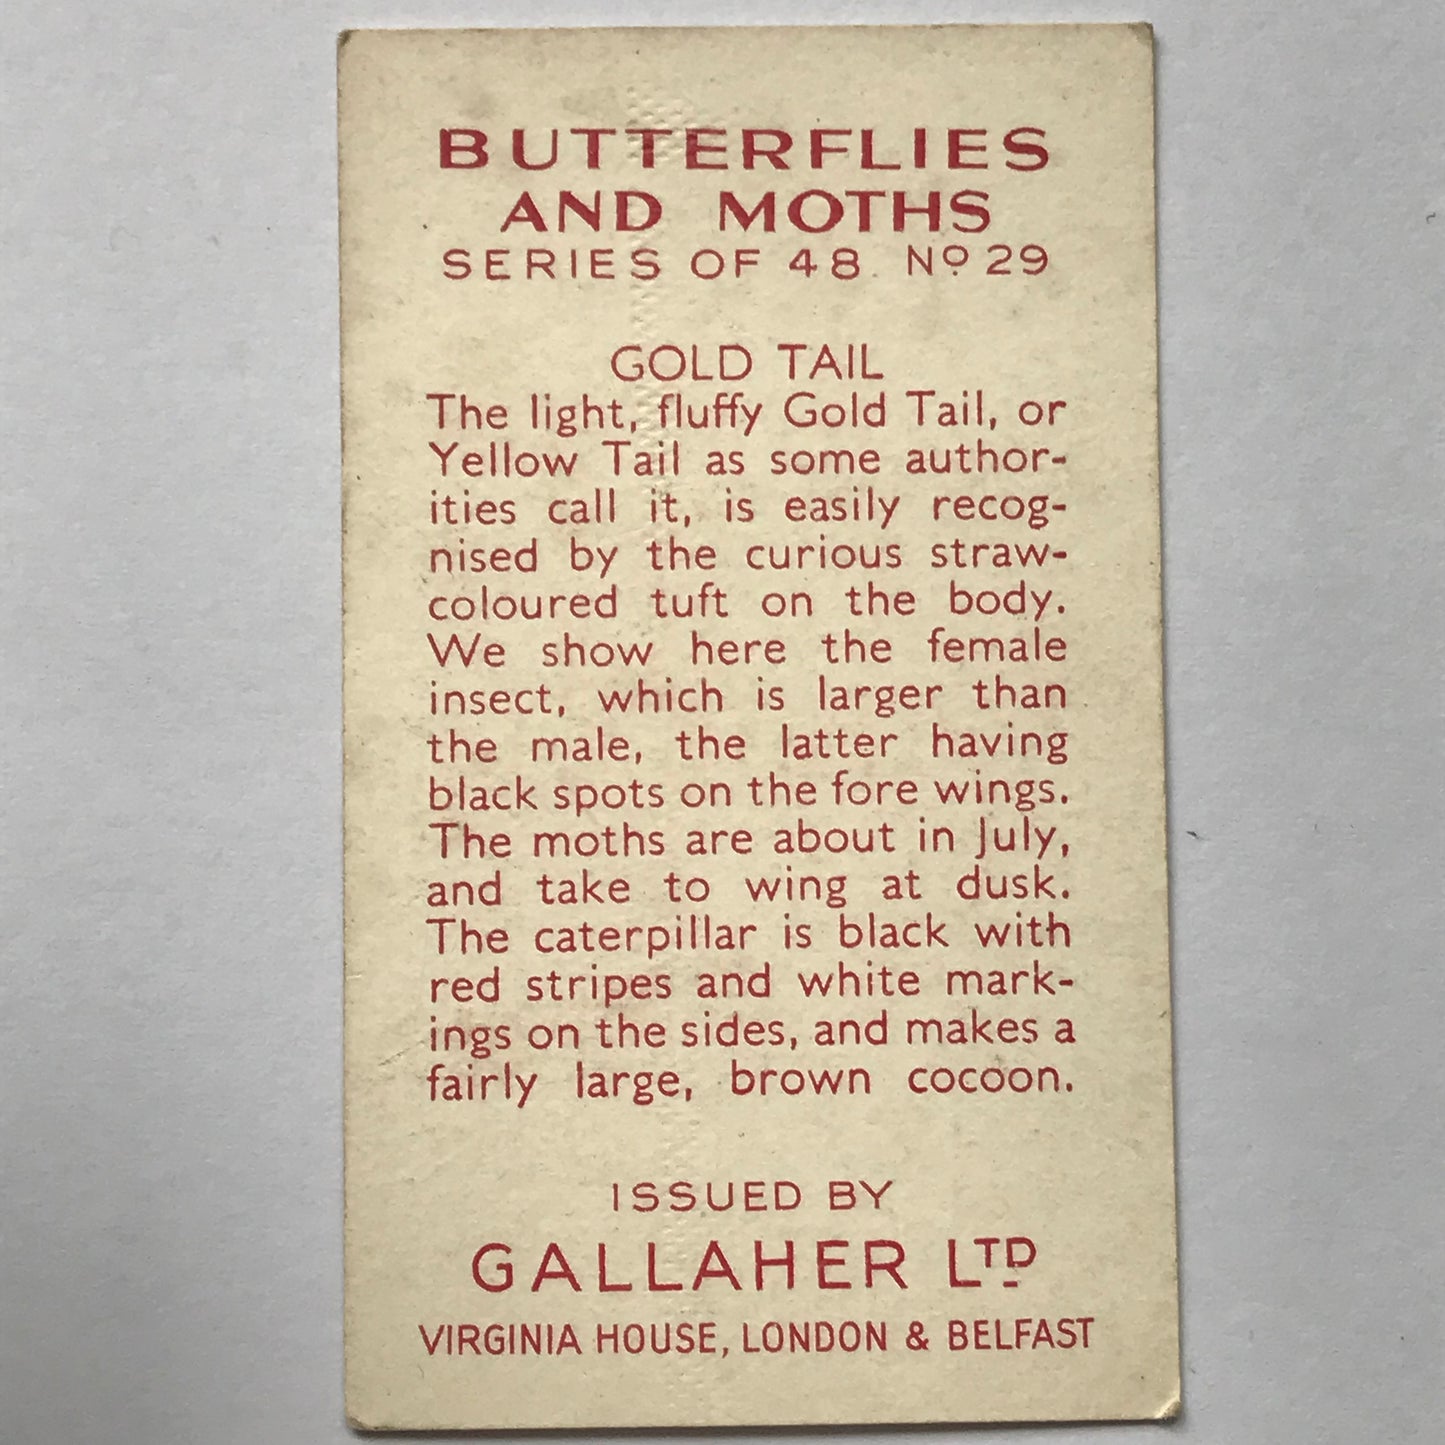 BUTTERFLIES
AND MOTHS
SERIES OF 48. Nº 29
GOLD TAIL
The light, fluffy Gold Tail, or
Yellow Tail as some author-
ities call it, is easily recog-
nised by the curious straw-
coloured tuft on the body.
We show here the female
insect, which is larger than
the male, the latter having
black spots on the fore wings.
The moths are about in July,
and take to wing at dusk.
The caterpillar is black with
red stripes and white mark-
ings on the sides, and makes a
fairly large, brown cocoon.
ISSUED BY
GALLAHER LTD
VIRGINIA HOUSE, LONDON & BELFAST